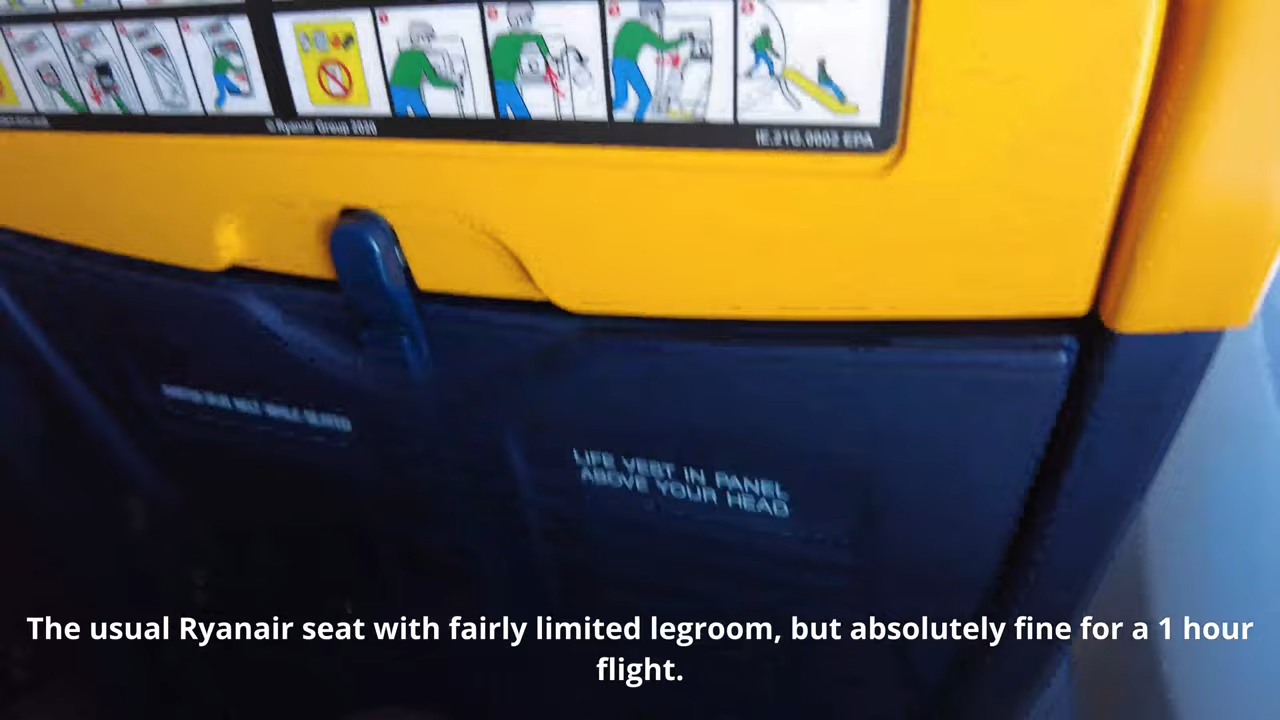 © Ryanair Group 2020
IE.21G.0002 EPA
LIFE VEST IN PANEL
ABOVE YOUR HEAD
The usual Ryanair seat with fairly limited legroom, but absolutely fine for a 1 hour
flight.